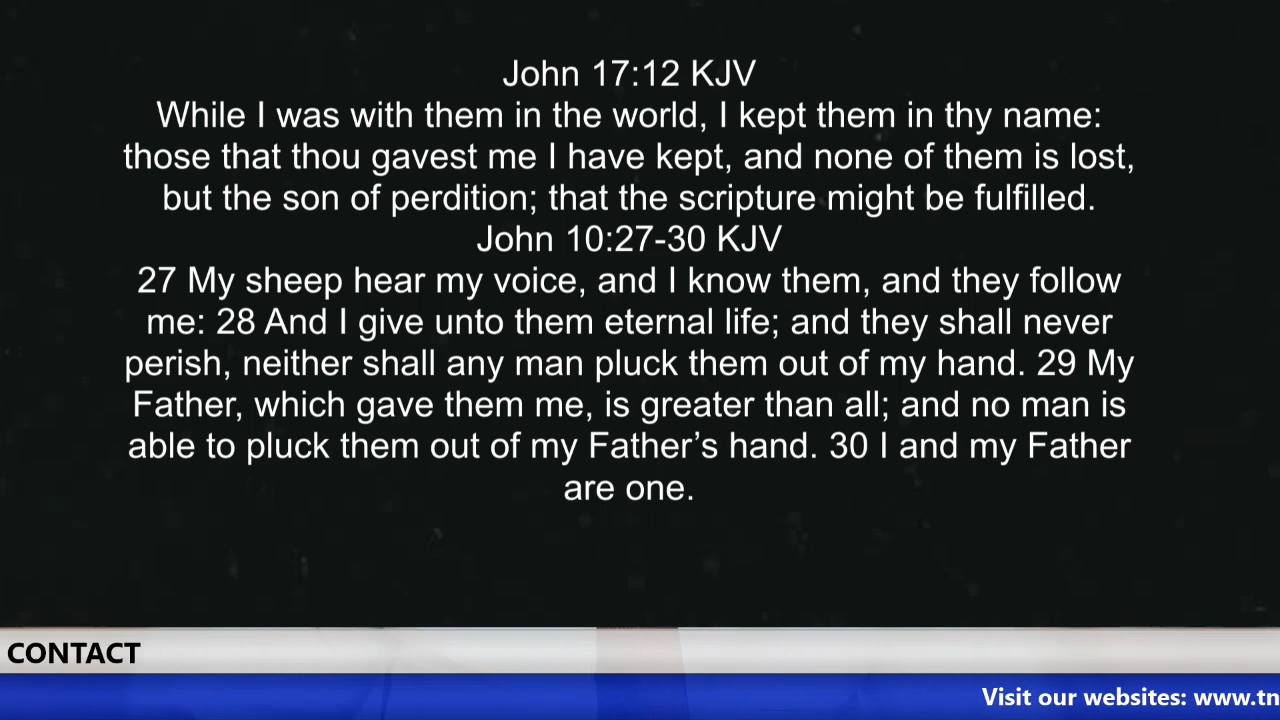 John 17:12 KJV
While I was with them in the world, I kept them in thy name:
those that thou gavest me I have kept, and none of them is lost,
but the son of perdition; that the scripture might be fulfilled.
John 10:27-30 KJV
27 My sheep hear my voice, and I know them, and they follow
me: 28 And I give unto them eternal life; and they shall never
perish, neither shall any man pluck them out of my hand. 29 My
Father, which gave them me, is greater than all; and no man is
able to pluck them out of my Father’s hand. 30 I and my Father
are one.
CONTACT
Visit our websites: www.tn